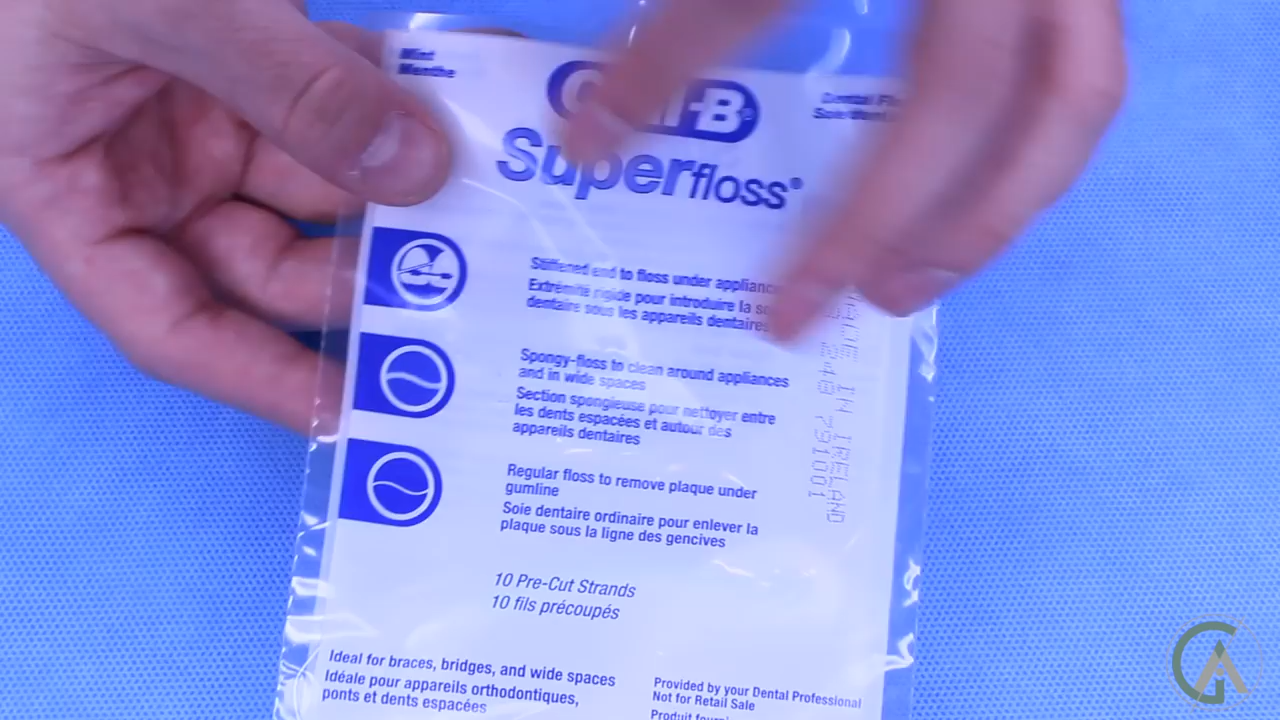 Mint
Menthe
-B
Superfloss®
Stiffened end to floss under
Extrémité rigide pour introduire la
dentaire sous les appareils dentaires
Spongy-floss to clean around appliances
and in wide spaces
Section spongieuse pour nettoyer entre
les dents espacées et autour des
appareils dentaires
Regular floss to remove plaque under
gumline
Soie dentaire ordinaire pour enlever la
plaque sous la ligne des gencives
10 Pre-Cut Strands
10 fils précoupés
Ideal for braces, bridges, and wide spaces
Idéale pour appareils orthodontiques,
ponts et dents espacées
Provided by your Dental Professional
Not for Retail Sale
Produit
Dental
MADE IN IRELAND
248 791001